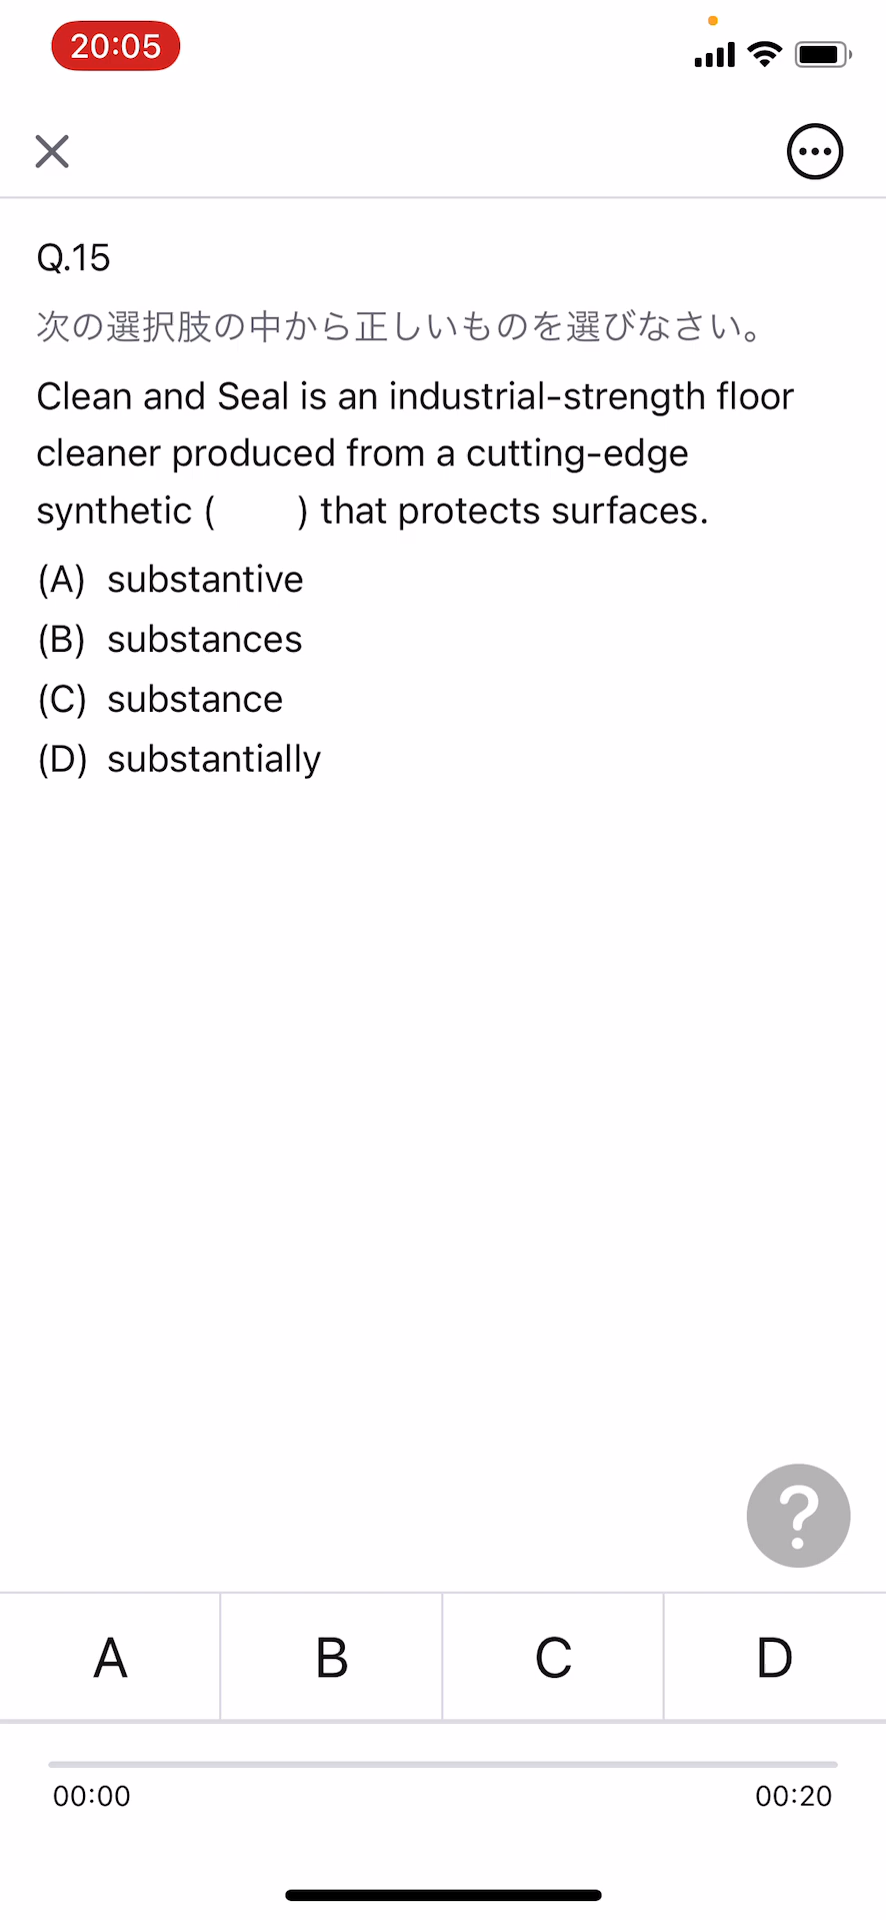 20:05
Q.15
次の選択肢の中から正しいものを選びなさい。
Clean and Seal is an industrial-strength floor
cleaner produced from a cutting-edge
synthetic (　　) that protects surfaces.
(A) substantive
(B) substances
(C) substance
(D) substantially
?
A B C D
00:00 00:20